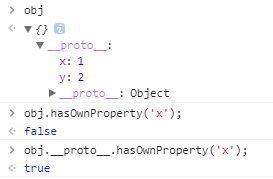 > obj
<· ▼ {} i
▼ __proto__:
x: 1
y: 2
▶ __proto__: Object
> obj.hasOwnProperty('x');
<· false
> obj.__proto__.hasOwnProperty('x');
<· true